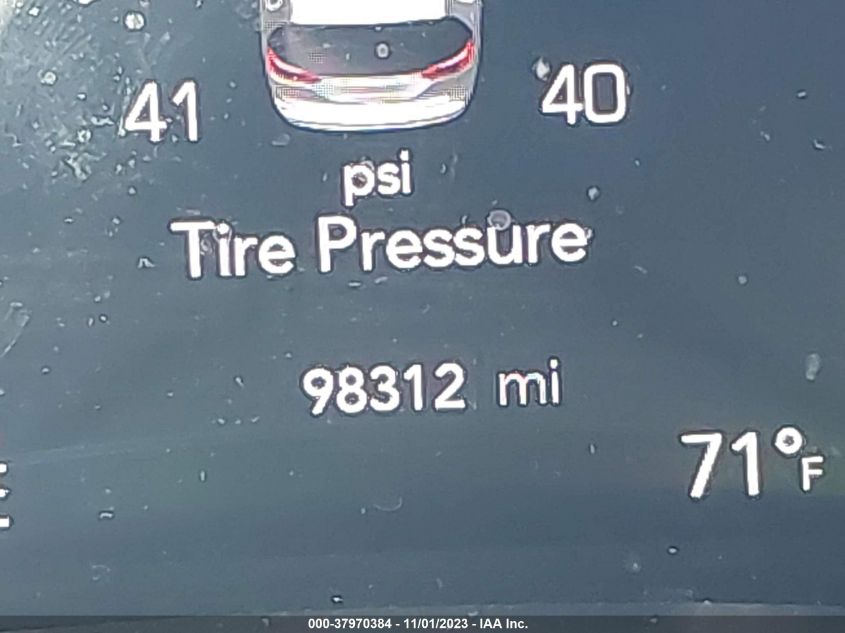 41 40
psi
Tire Pressure
98312 mi
71°F
000-37970384 - 11/01/2023 - IAA Inc.